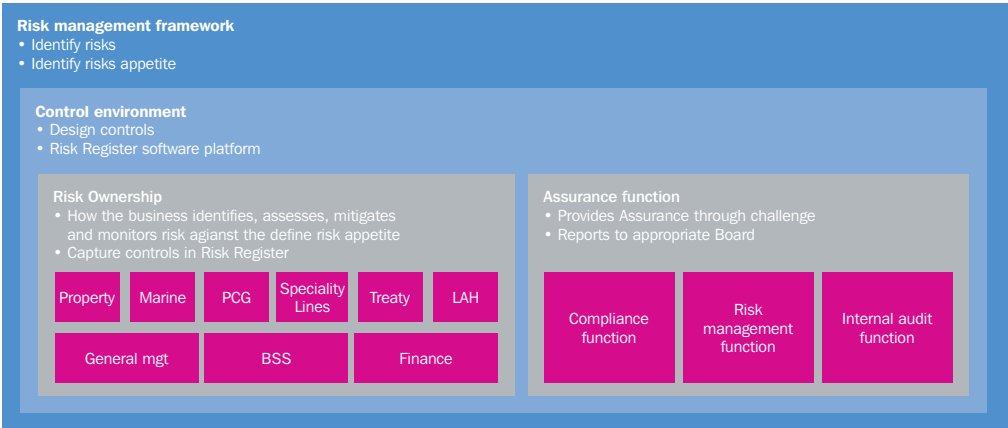 Risk management framework
• Identify risks
• Identify risks appetite
Control environment
• Design controls
• Risk Register software platform
Risk Ownership
• How the business identifies, assesses, mitigates
and monitors risk agianst the define risk appetite
• Capture controls in Risk Register
Property
Marine
PCG
Speciality
Lines
Treaty
LAH
General mgt
BSS
Finance
Assurance function
• Provides Assurance through challenge
• Reports to appropriate Board
Compliance
function
Risk
management
function
Internal audit
function